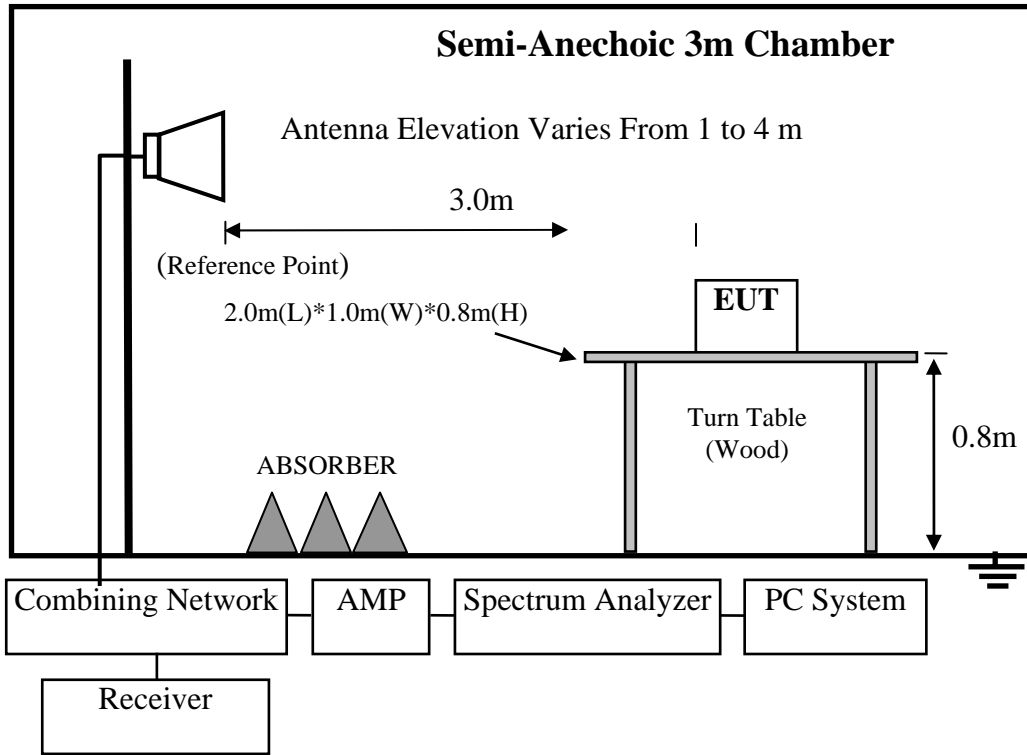 Semi-Anechoic 3m Chamber
Antenna Elevation Varies From 1 to 4 m
3.0m
(Reference Point)
2.0m(L)*1.0m(W)*0.8m(H)
EUT
Turn Table
(Wood)
0.8m
ABSORBER
Combining Network
AMP
Spectrum Analyzer
PC System
Receiver